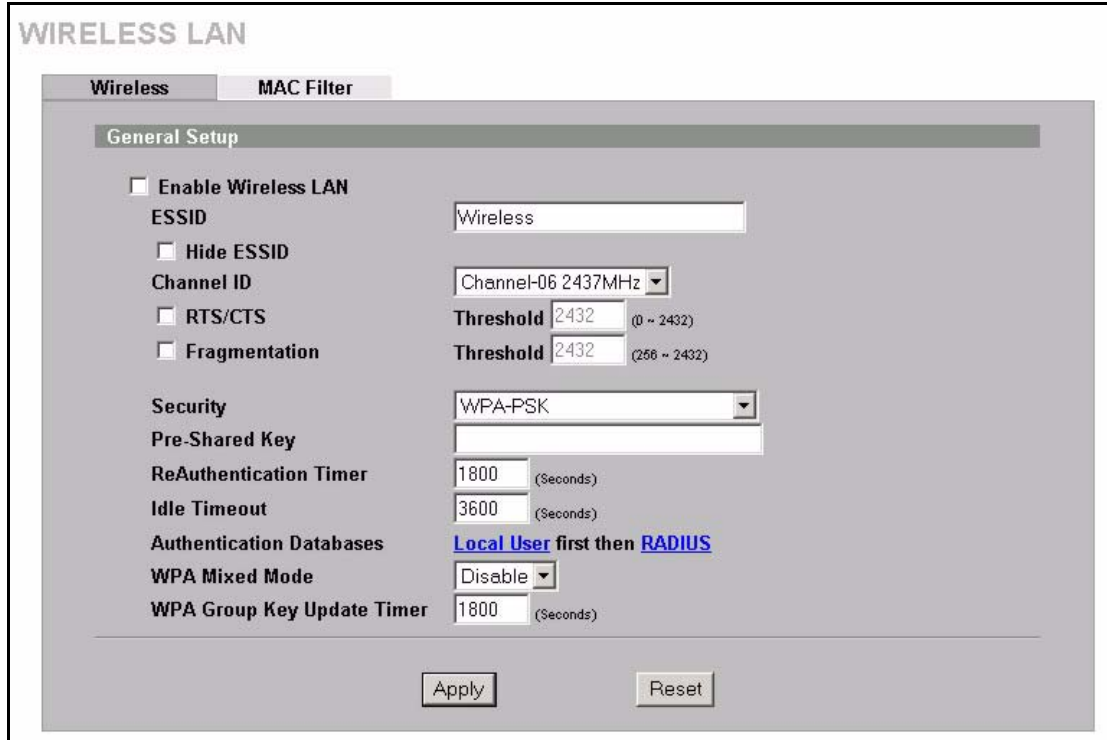 WIRELESS LAN
Wireless MAC Filter
General Setup
Enable Wireless LAN
ESSID Wireless
Hide ESSID
Channel ID Channel-06 2437MHz
RTS/CTS Threshold 2432 (0 ~ 2432)
Fragmentation Threshold 2432 (256 ~ 2432)
Security WPA-PSK
Pre-Shared Key
ReAuthentication Timer 1800 (Seconds)
Idle Timeout 3600 (Seconds)
Authentication Databases Local User first then RADIUS
WPA Mixed Mode Disable
WPA Group Key Update Timer 1800 (Seconds)
Apply Reset